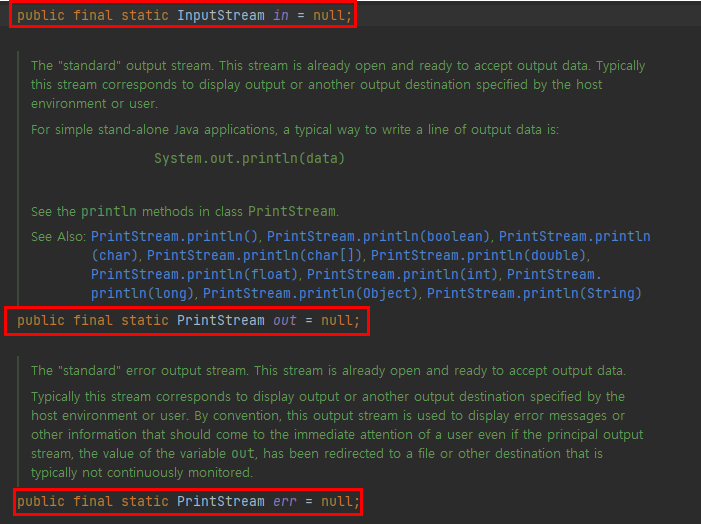 public final static InputStream in = null;
The "standard" output stream. This stream is already open and ready to accept output data. Typically
this stream corresponds to display output or another output destination specified by the host
environment or user.
For simple stand-alone Java applications, a typical way to write a line of output data is:
System.out.println(data)
See the println methods in class PrintStream.
See Also: PrintStream.println(), PrintStream.println(boolean), PrintStream.println
(char), PrintStream.println(char[]), PrintStream.println(double),
PrintStream.println(float), PrintStream.println(int), PrintStream.
println(long), PrintStream.println(Object), PrintStream.println(String)
public final static PrintStream out = null;
The "standard" error output stream. This stream is already open and ready to accept output data.
Typically this stream corresponds to display output or another output destination specified by the
host environment or user. By convention, this output stream is used to display error messages or
other information that should come to the immediate attention of a user even if the principal output
stream, the value of the variable out, has been redirected to a file or other destination that is
typically not continuously monitored.
public final static PrintStream err = null;